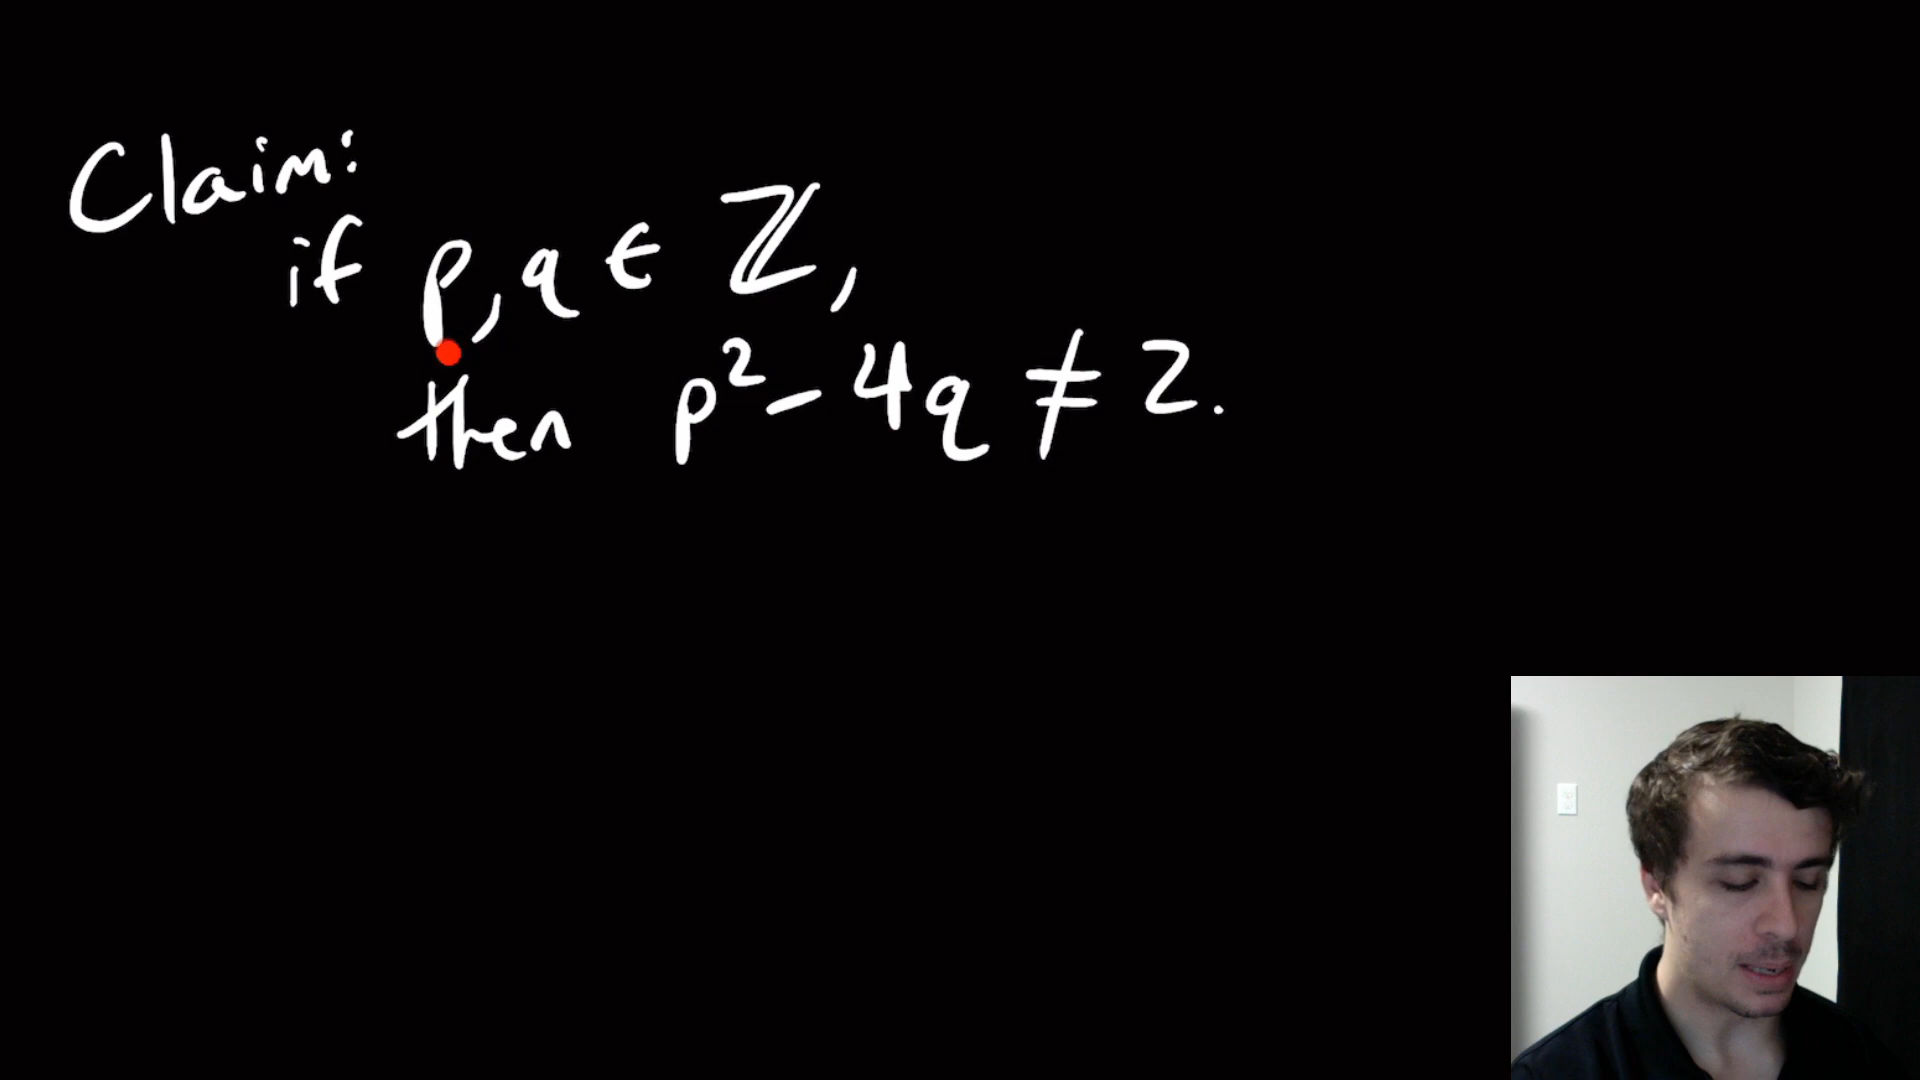 Claim:
if p, q ∈ ℤ,
then p² - 4q ≠ 2.